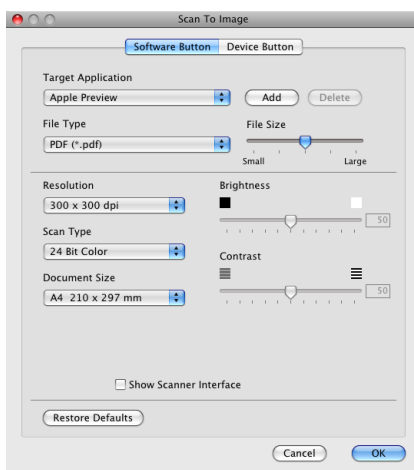 Scan To Image
Software Button Device Button
Target Application
Apple Preview Add Delete
File Type File Size
PDF (*.pdf)
Small Large
Resolution Brightness
300 x 300 dpi
50
Scan Type
24 Bit Color
Contrast
Document Size
A4 210 x 297 mm 50
Show Scanner Interface
Restore Defaults
Cancel OK